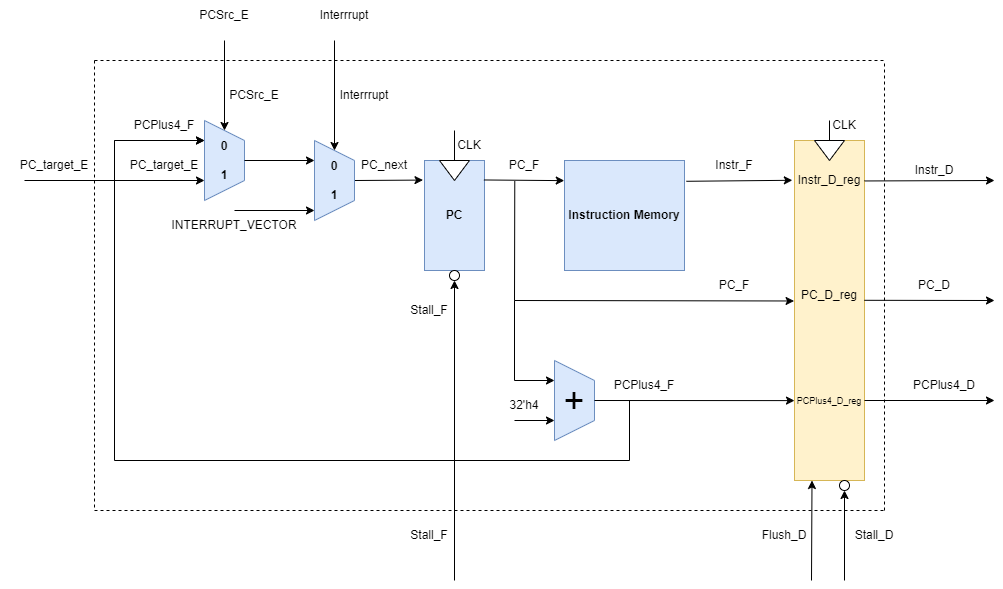 PCSrc_E
Interrrupt
PCSrc_E
Interrrupt
PCPlus4_F
0
CLK
CLK
PC_target_E
PC_target_E
1
0
PC_next
PC_F
Instr_F
Instr_D_reg
Instr_D
1
INTERRUPT_VECTOR
PC
Instruction Memory
Stall_F
PC_F
PC_D_reg
PC_D
32'h4
+
PCPlus4_F
PCPlus4_D_reg
PCPlus4_D
Stall_F
Flush_D
Stall_D